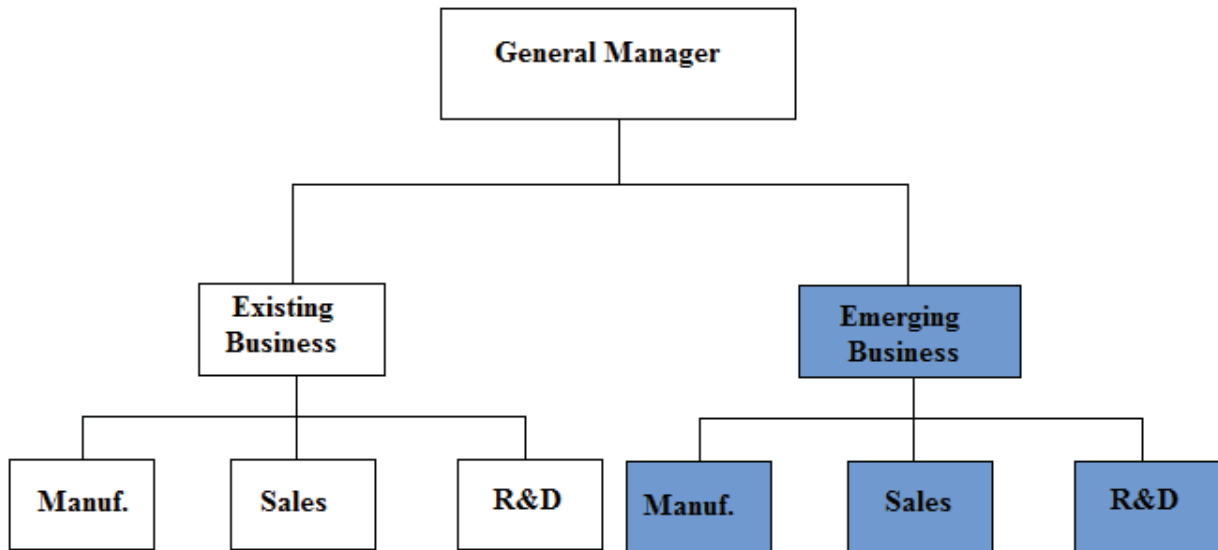 General Manager
Existing
Business
Emerging
Business
Manuf.
Sales
R&D
Manuf.
Sales
R&D